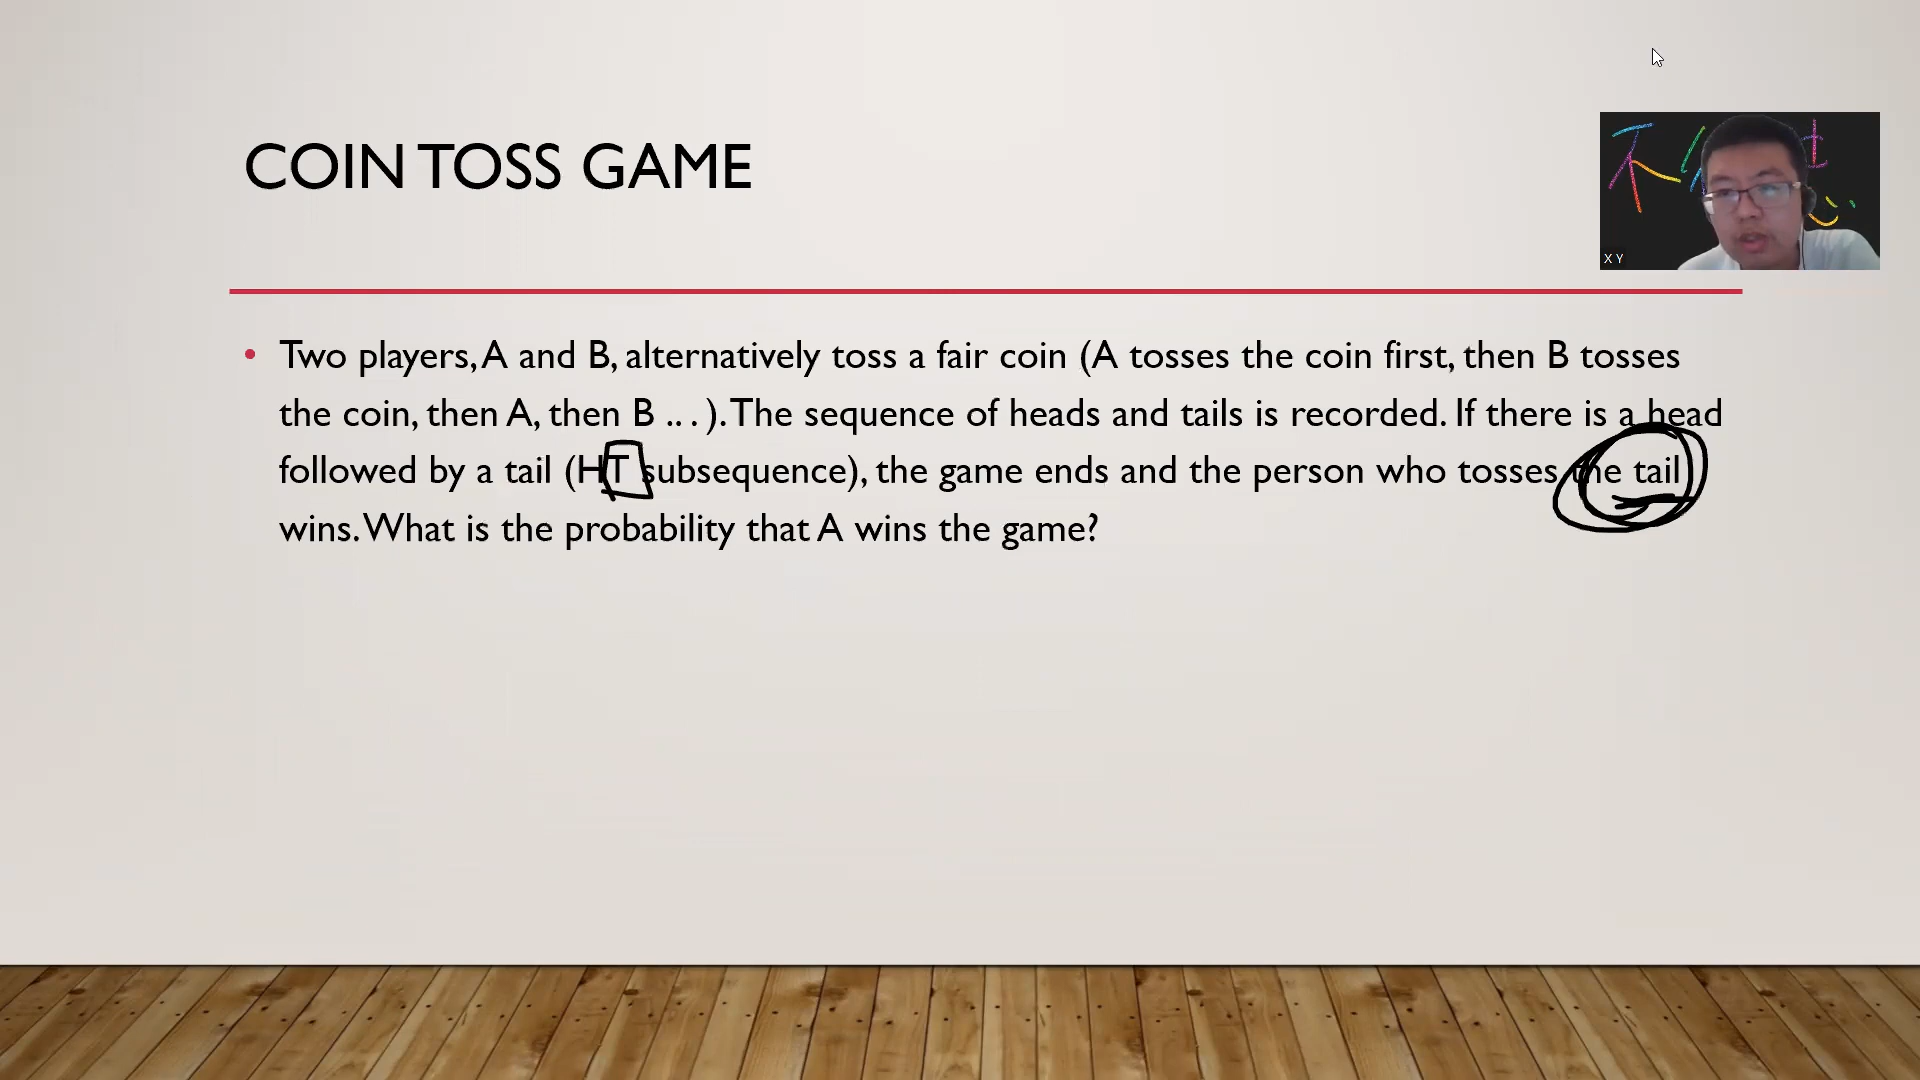 COIN TOSS GAME
X Y
• Two players, A and B, alternatively toss a fair coin (A tosses the coin first, then B tosses
the coin, then A, then B … ). The sequence of heads and tails is recorded. If there is a head
followed by a tail (HT subsequence), the game ends and the person who tosses the tail
wins. What is the probability that A wins the game?